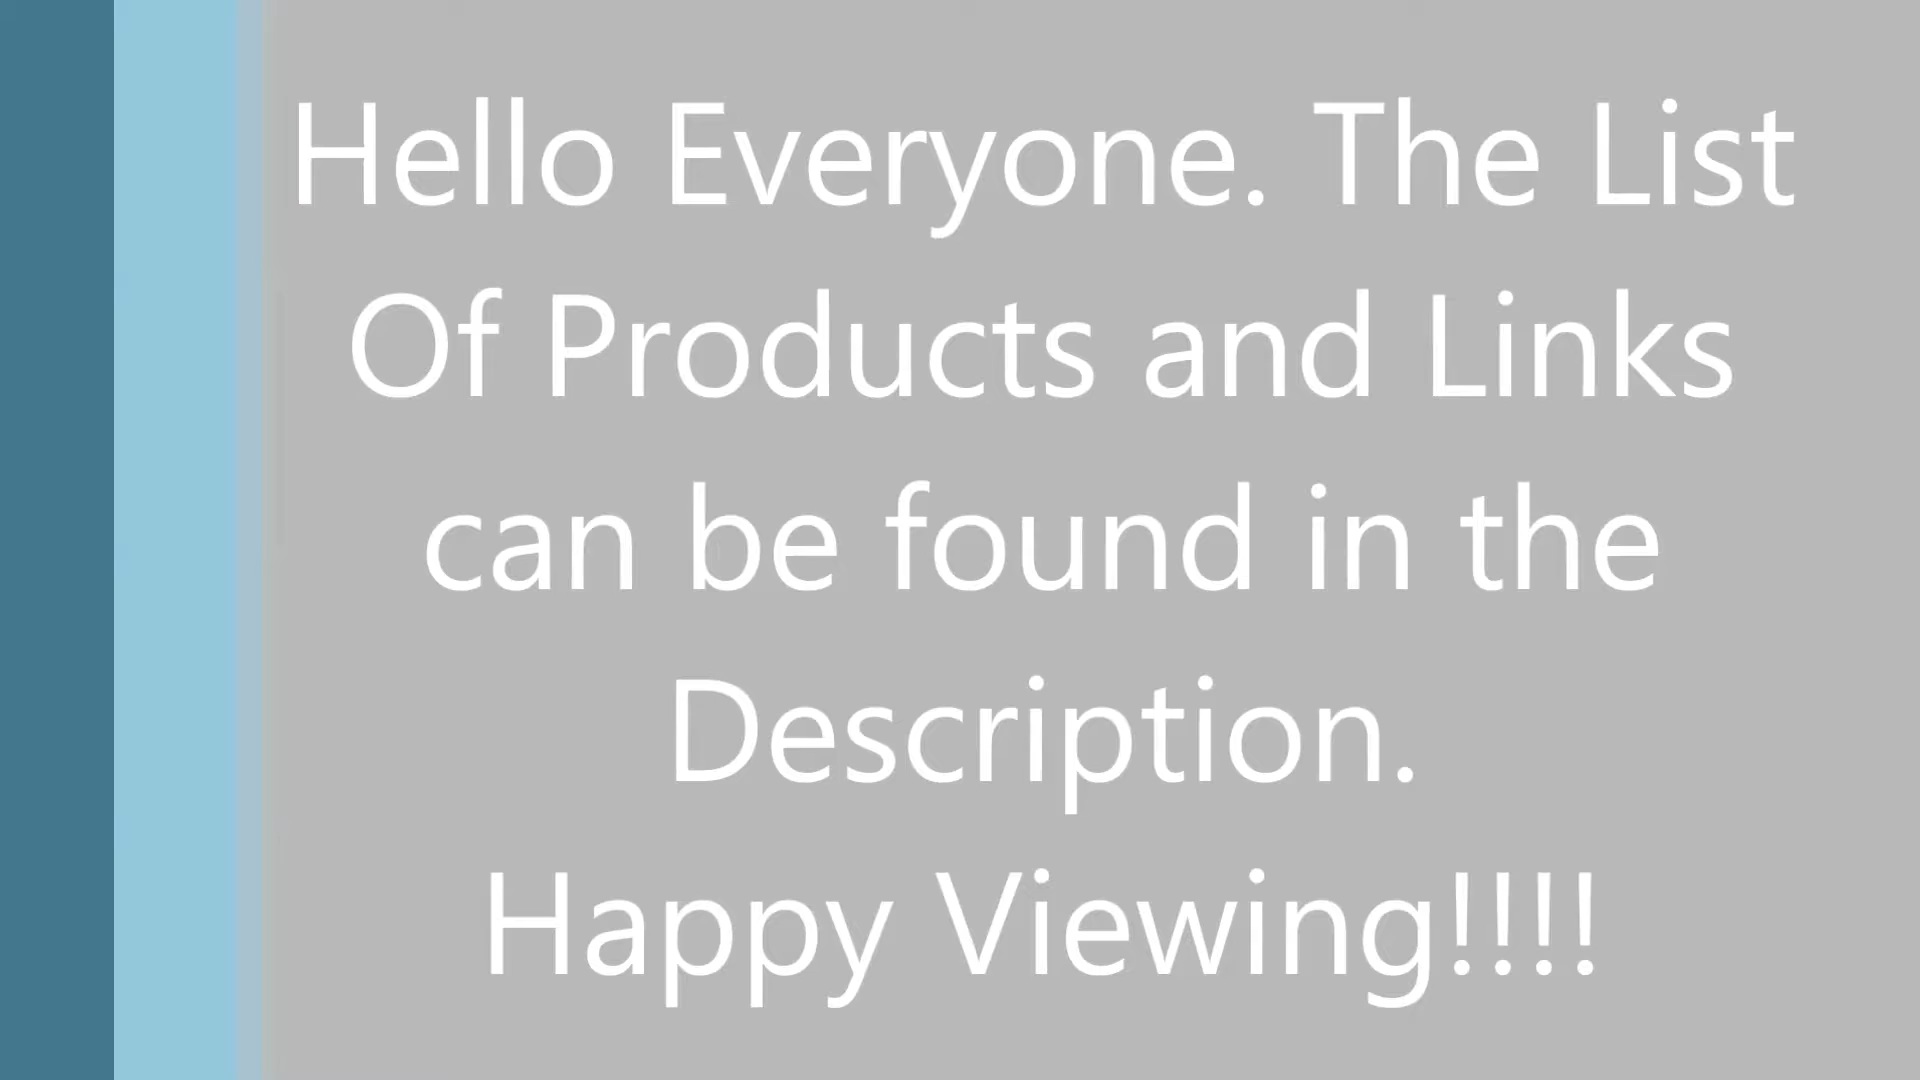 Hello Everyone. The List
Of Products and Links
can be found in the
Description.
Happy Viewing!!!!